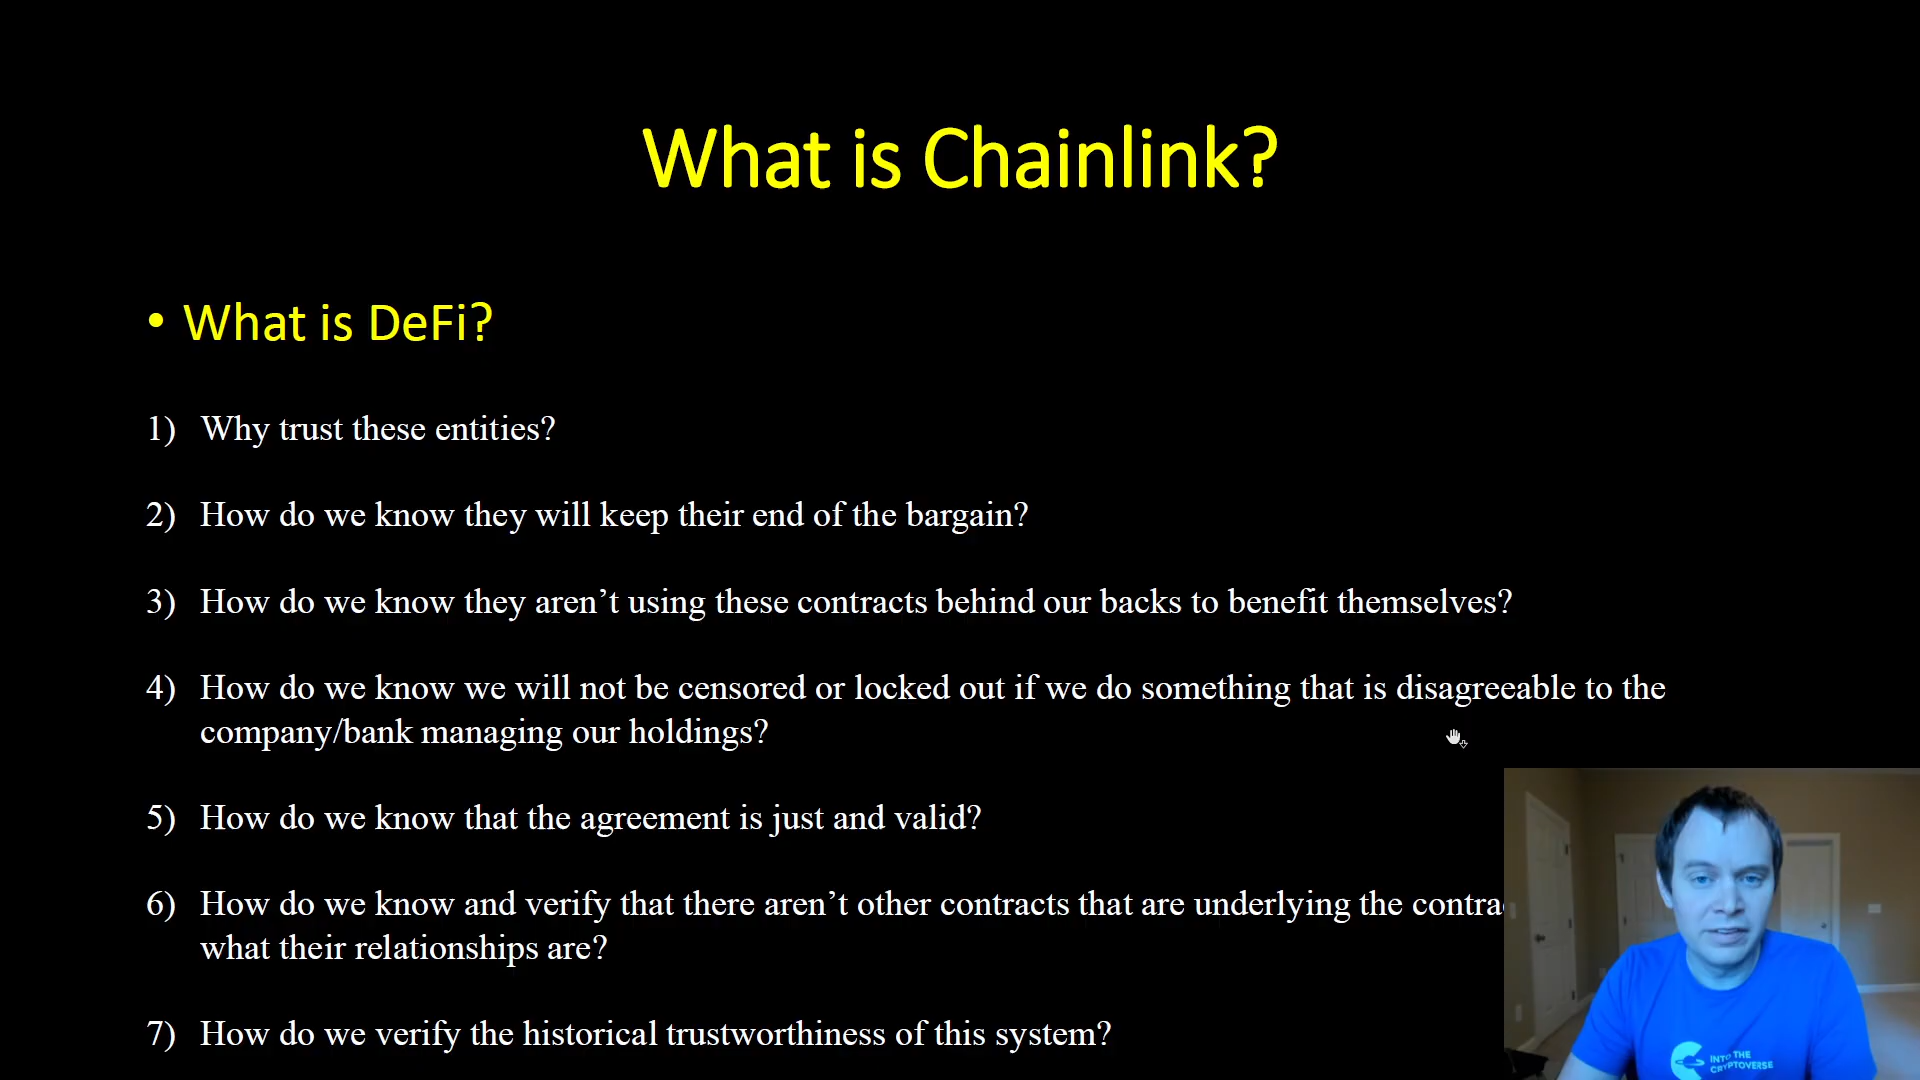 What is Chainlink?
• What is DeFi?
1) Why trust these entities?
2) How do we know they will keep their end of the bargain?
3) How do we know they aren’t using these contracts behind our backs to benefit themselves?
4) How do we know we will not be censored or locked out if we do something that is disagreeable to the
company/bank managing our holdings?
5) How do we know that the agreement is just and valid?
6) How do we know and verify that there aren’t other contracts that are underlying the
what their relationships are?
7) How do we verify the historical trustworthiness of this system?
INTO THE
CRYPTOVERSE